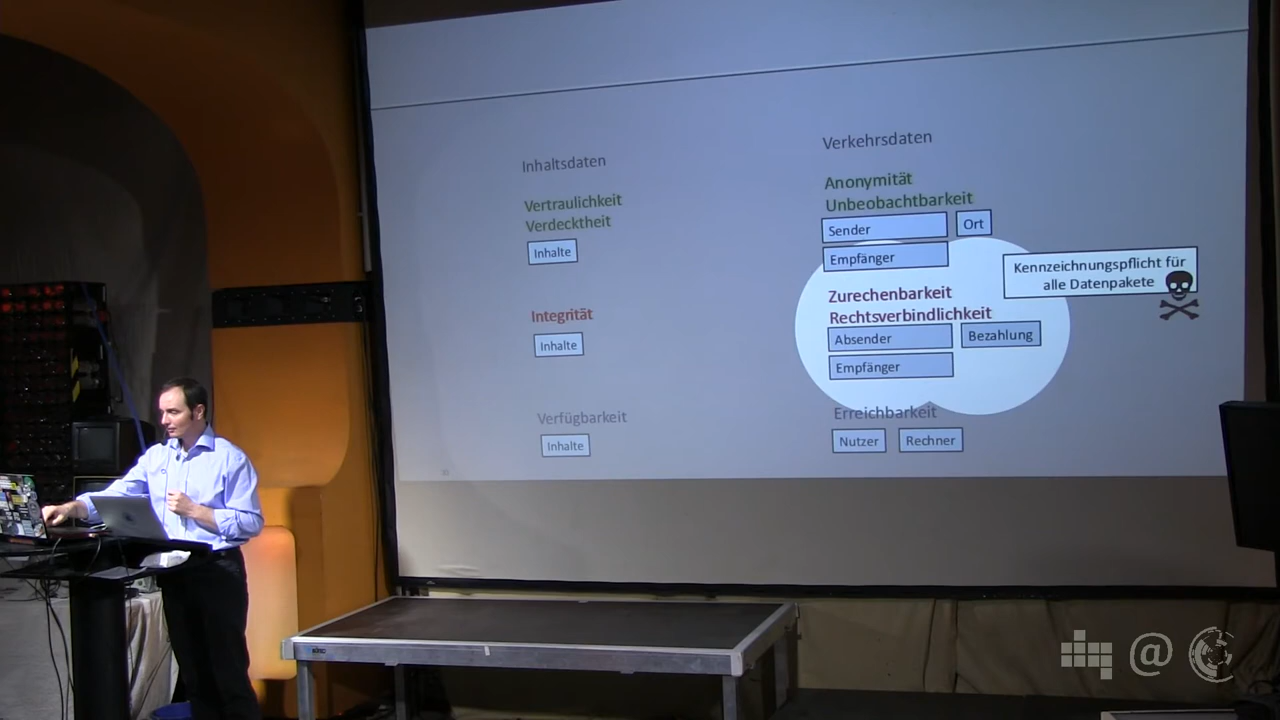 Inhaltsdaten
Vertraulichkeit
Verdecktheit
Inhalte
Integrität
Inhalte
Verfügbarkeit
Inhalte
Verkehrsdaten
Anonymität
Unbeobachtbarkeit
Sender
Ort
Empfänger
Kennzeichnungspflicht für
alle Datenpakete
Zurechenbarkeit
Rechtsverbindlichkeit
Absender
Bezahlung
Empfänger
Erreichbarkeit
Nutzer
Rechner
@